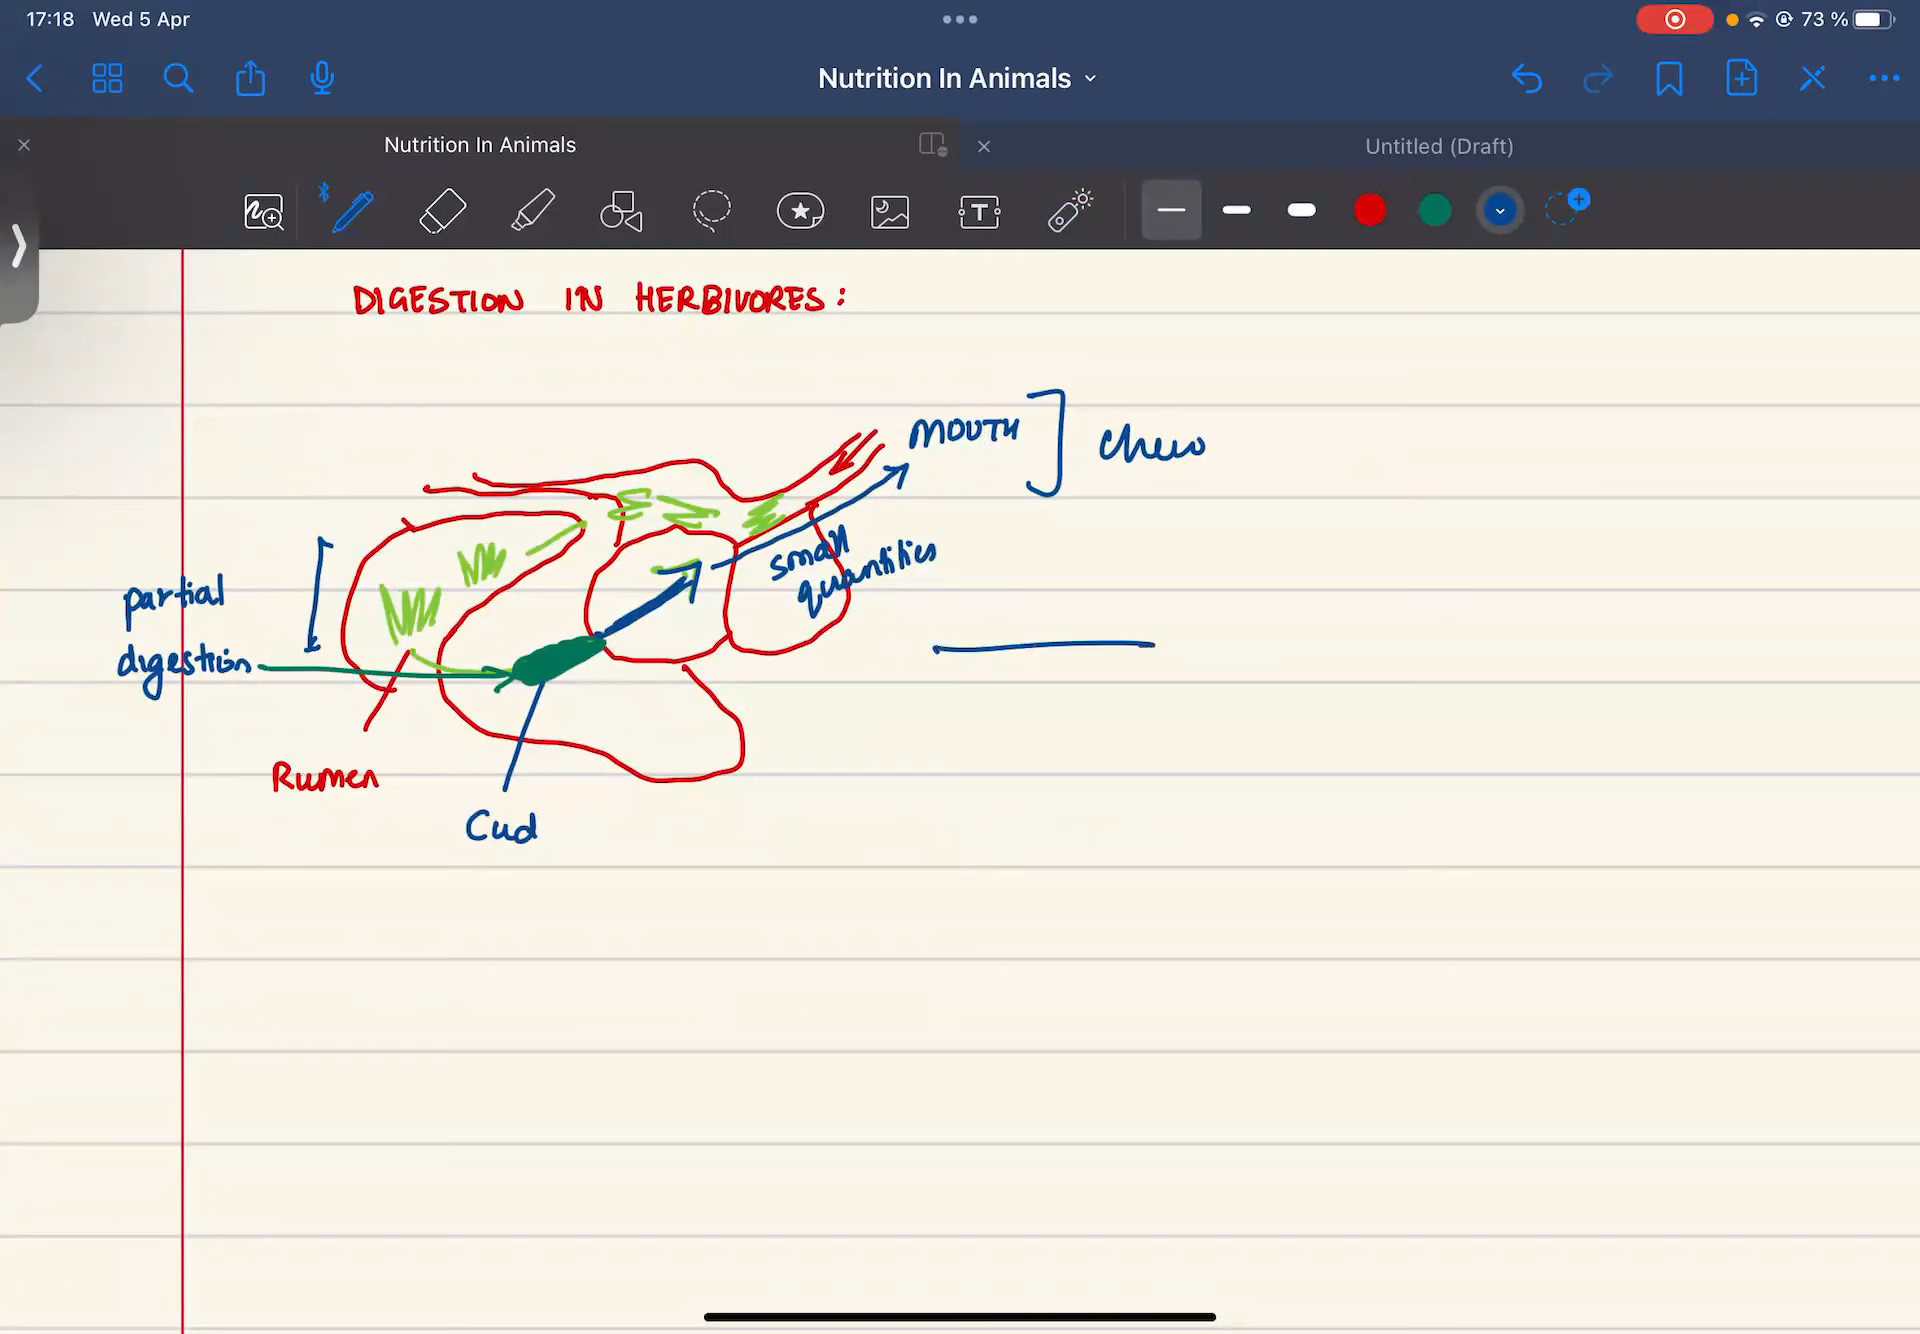 17:18 Wed 5 Apr
73 %
Nutrition In Animals
Nutrition In Animals
Untitled (Draft)
T
DIGESTION IN HERBIVORES:
MOUTH
Chew
small
quantities
partial
digestion
Rumen
Cud